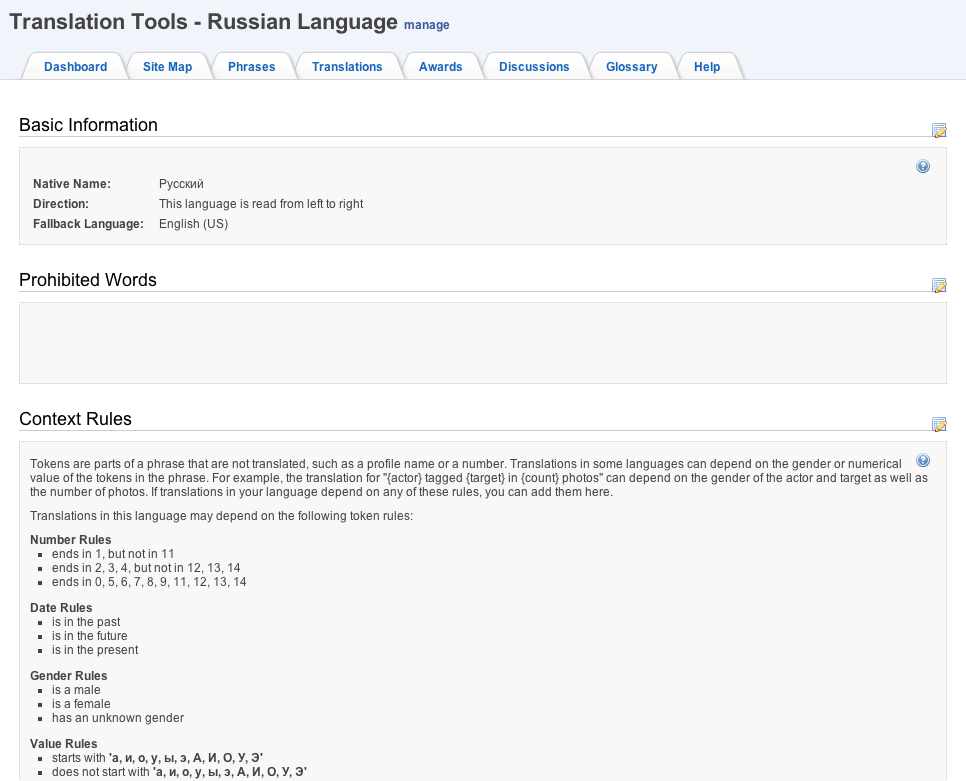 Translation Tools - Russian Language manage
Dashboard Site Map Phrases Translations Awards Discussions Glossary Help
Basic Information
Native Name: Русский
Direction: This language is read from left to right
Fallback Language: English (US)
Prohibited Words
Context Rules
Tokens are parts of a phrase that are not translated, such as a profile name or a number. Translations in some languages can depend on the gender or numerical
value of the tokens in the phrase. For example, the translation for "{actor} tagged {target} in {count} photos" can depend on the gender of the actor and target as well as
the number of photos. If translations in your language depend on any of these rules, you can add them here.
Translations in this language may depend on the following token rules:
Number Rules
ends in 1, but not in 11
ends in 2, 3, 4, but not in 12, 13, 14
ends in 0, 5, 6, 7, 8, 9, 11, 12, 13, 14
Date Rules
is in the past
is in the future
is in the present
Gender Rules
is a male
is a female
has an unknown gender
Value Rules
starts with 'а, и, о, у, ы, э, А, И, О, У, Э'
does not start with 'а, и, о, у, ы, э, А, И, О, У, Э'